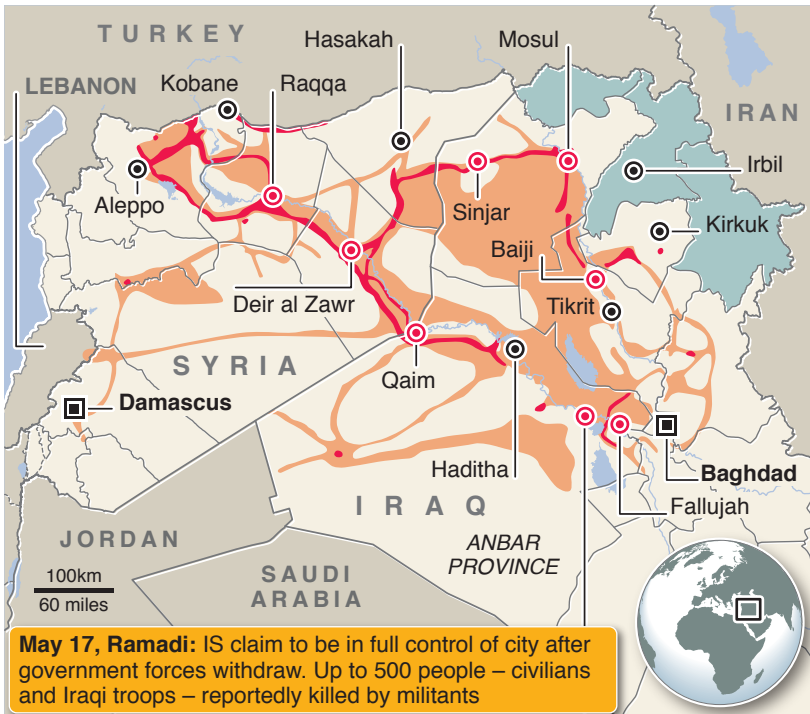 TURKEY
Hasakah
Mosul
LEBANON
Kobane
Raqqa
IRAN
Irbil
Aleppo
Sinjar
Kirkuk
Baiji
Deir al Zawr
Tikrit
SYRIA
Qaim
Damascus
Haditha
Baghdad
IRAQ
Fallujah
JORDAN
ANBAR
PROVINCE
SAUDI
ARABIA
100km
60 miles
May 17, Ramadi: IS claim to be in full control of city after
government forces withdraw. Up to 500 people – civilians
and Iraqi troops – reportedly killed by militants